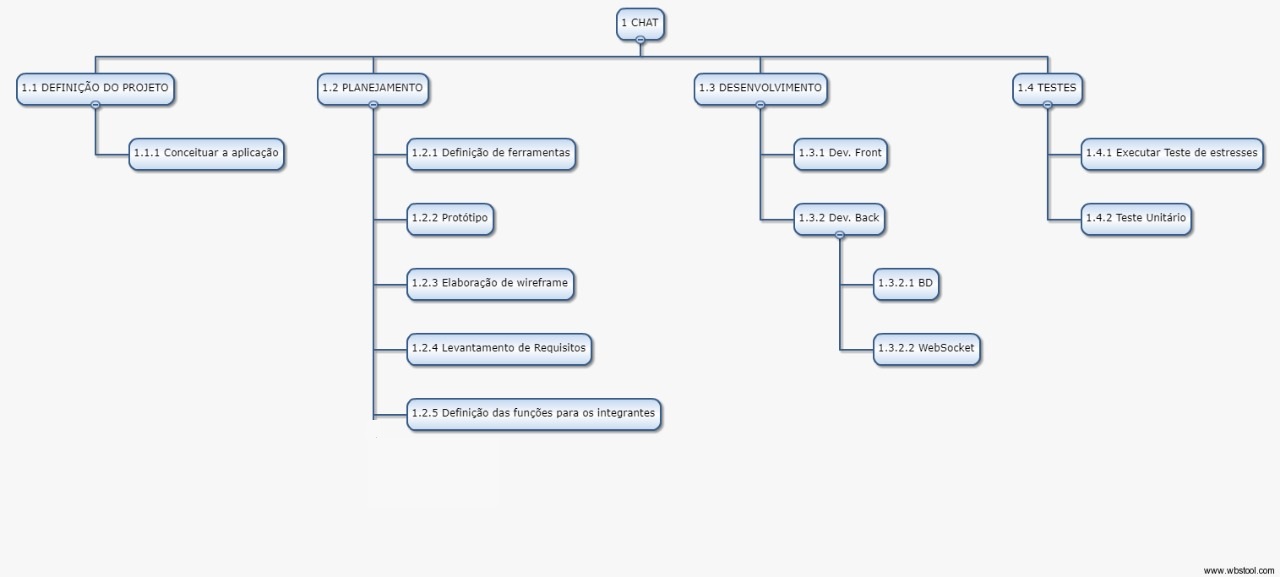 1 CHAT
1.1 DEFINIÇÃO DO PROJETO
1.1.1 Conceituar a aplicação
1.2 PLANEJAMENTO
1.2.1 Definição de ferramentas
1.2.2 Protótipo
1.2.3 Elaboração de wireframe
1.2.4 Levantamento de Requisitos
1.2.5 Definição das funções para os integrantes
1.3 DESENVOLVIMENTO
1.3.1 Dev. Front
1.3.2 Dev. Back
1.3.2.1 BD
1.3.2.2 WebSocket
1.4 TESTES
1.4.1 Executar Teste de estresses
1.4.2 Teste Unitário
www.wbstool.com